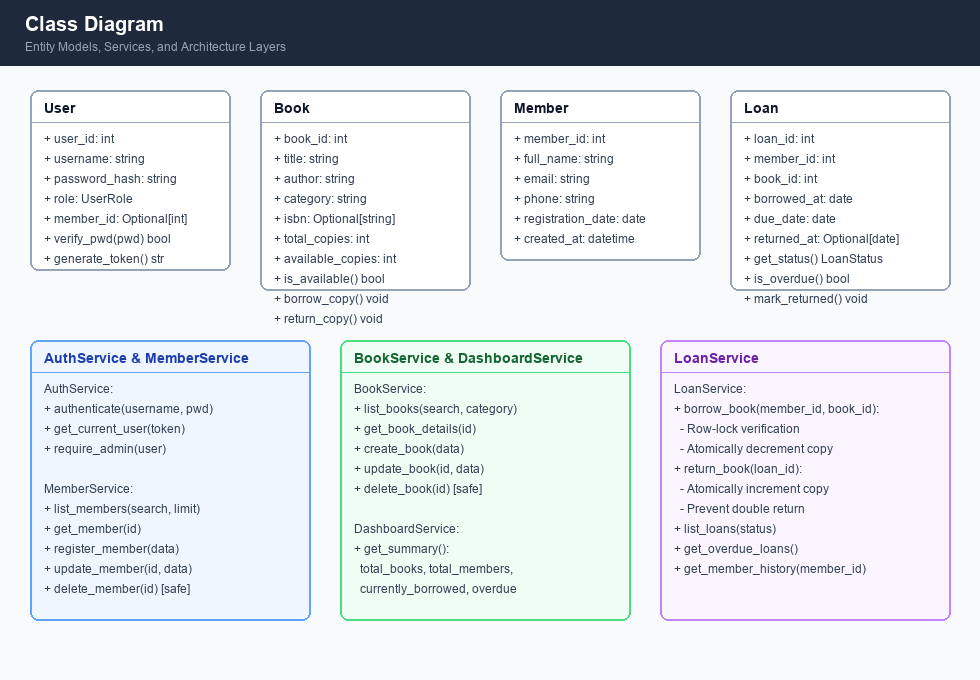 Class Diagram
Entity Models, Services, and Architecture Layers
User
+ user_id: int
+ username: string
+ password_hash: string
+ role: UserRole
+ member_id: Optional[int]
+ verify_pwd(pwd) bool
+ generate_token() str
Book
+ book_id: int
+ title: string
+ author: string
+ category: string
+ isbn: Optional[string]
+ total_copies: int
+ available_copies: int
+ is_available() bool
+ borrow_copy() void
+ return_copy() void
Member
+ member_id: int
+ full_name: string
+ email: string
+ phone: string
+ registration_date: date
+ created_at: datetime
Loan
+ loan_id: int
+ member_id: int
+ book_id: int
+ borrowed_at: date
+ due_date: date
+ returned_at: Optional[date]
+ get_status() LoanStatus
+ is_overdue() bool
+ mark_returned() void
AuthService & MemberService
AuthService:
+ authenticate(username, pwd)
+ get_current_user(token)
+ require_admin(user)
MemberService:
+ list_members(search, limit)
+ get_member(id)
+ register_member(data)
+ update_member(id, data)
+ delete_member(id) [safe]
BookService & DashboardService
BookService:
+ list_books(search, category)
+ get_book_details(id)
+ create_book(data)
+ update_book(id, data)
+ delete_book(id) [safe]
DashboardService:
+ get_summary():
total_books, total_members,
currently_borrowed, overdue
LoanService
LoanService:
+ borrow_book(member_id, book_id):
- Row-lock verification
- Atomically decrement copy
+ return_book(loan_id):
- Atomically increment copy
- Prevent double return
+ list_loans(status)
+ get_overdue_loans()
+ get_member_history(member_id)